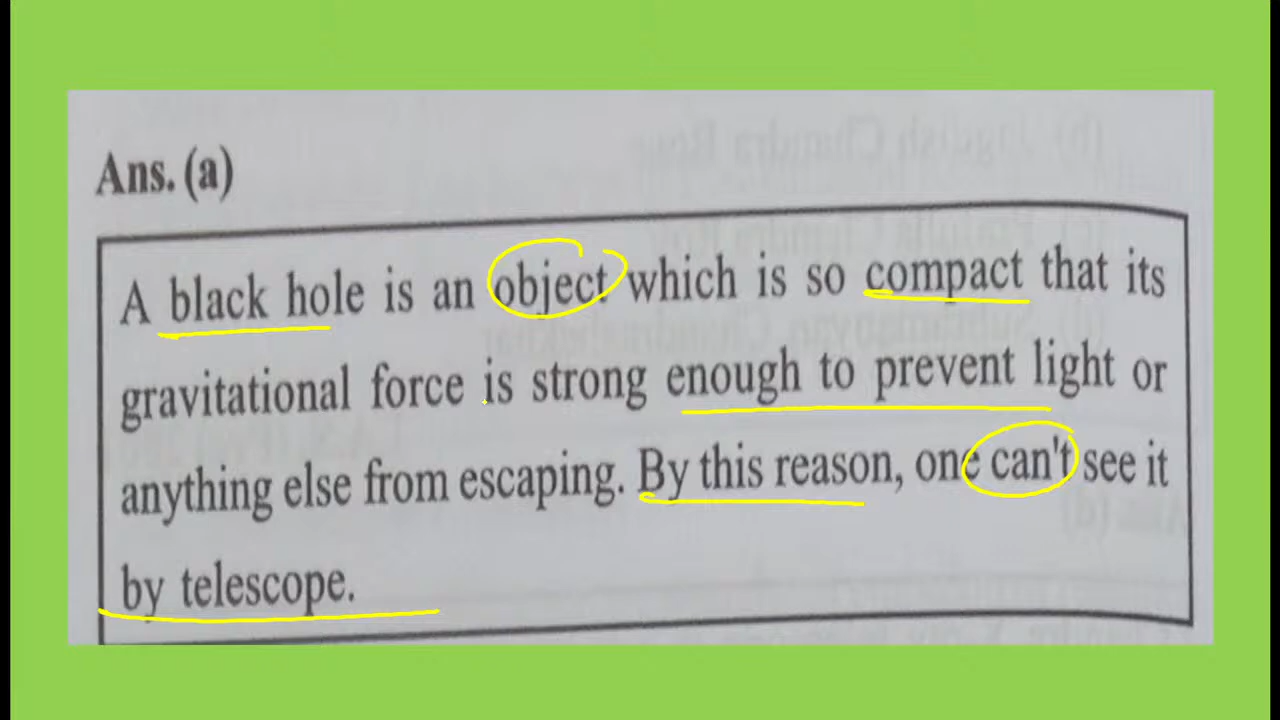 Ans. (a)
A black hole is an object which is so compact that its
gravitational force is strong enough to prevent light or
anything else from escaping. By this reason, one can't see it
by telescope.